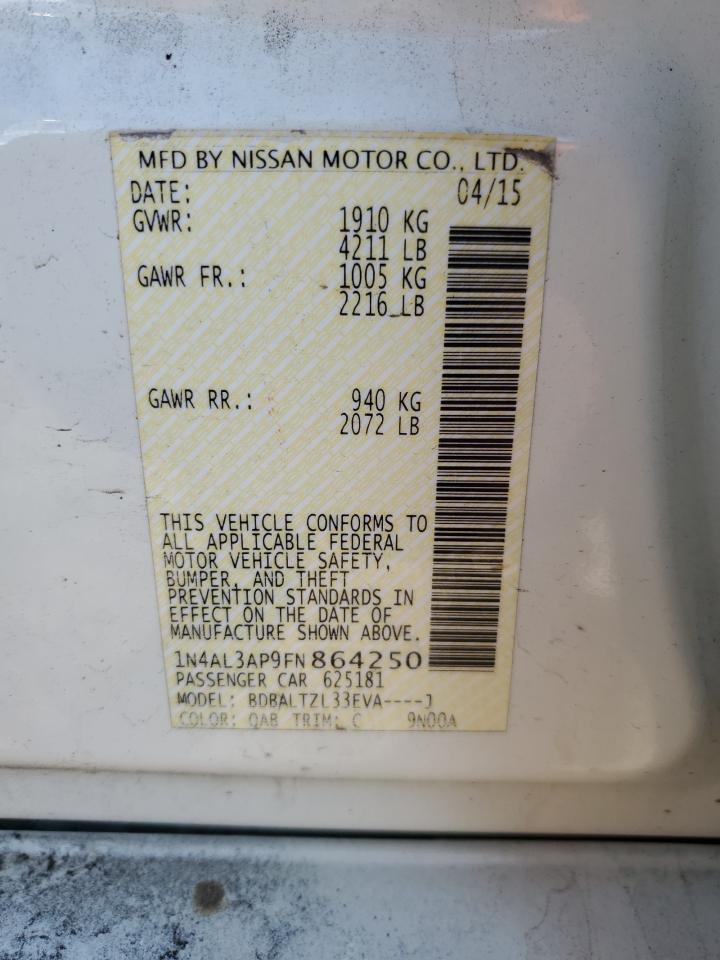 MFD BY NISSAN MOTOR CO., LTD.
DATE: 04/15
GVWR: 1910 KG
4211 LB
GAWR FR.: 1005 KG
2216 LB
GAWR RR.: 940 KG
2072 LB
THIS VEHICLE CONFORMS TO
ALL APPLICABLE FEDERAL
MOTOR VEHICLE SAFETY,
BUMPER, AND THEFT
PREVENTION STANDARDS IN
EFFECT ON THE DATE OF
MANUFACTURE SHOWN ABOVE.
1N4AL3AP9FN864250
PASSENGER CAR 625181
MODEL: BDBALTZL33EVA----J
COLOR: QAB TRIM: C 9N00A